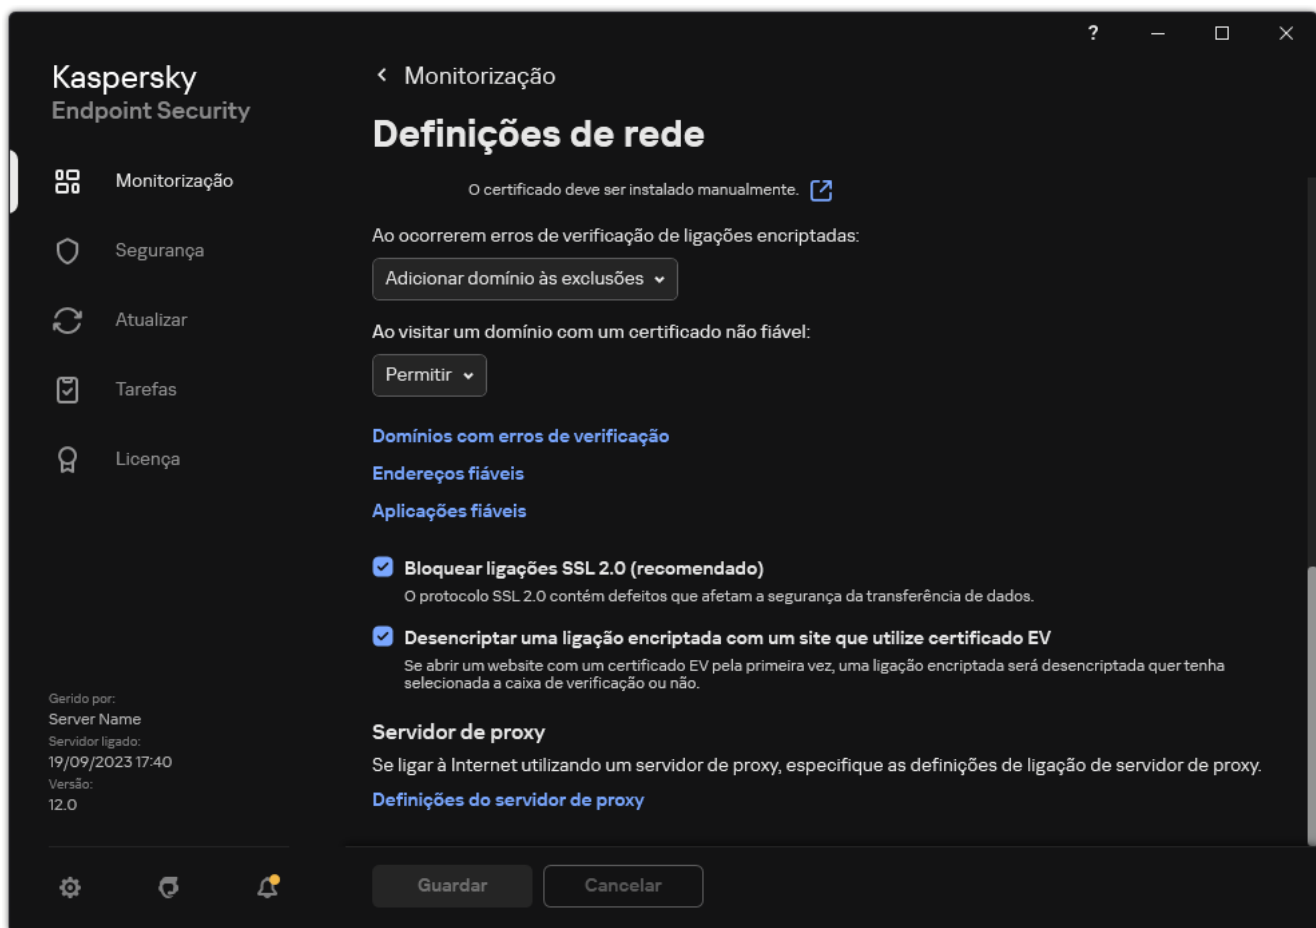 ?
Kaspersky
Endpoint Security
Monitorização
Segurança
Atualizar
Tarefas
Licença
Gerido por:
Server Name
Servidor ligado:
19/09/2023 17:40
Versão:
12.0
Monitorização
Definições de rede
O certificado deve ser instalado manualmente.
Ao ocorrerem erros de verificação de ligações encriptadas:
Adicionar domínio às exclusões
Ao visitar um domínio com um certificado não fiável:
Permitir
Domínios com erros de verificação
Endereços fiáveis
Aplicações fiáveis
Bloquear ligações SSL 2.0 (recomendado)
O protocolo SSL 2.0 contém defeitos que afetam a segurança da transferência de dados.
Desencriptar uma ligação encriptada com um site que utilize certificado EV
Se abrir um website com um certificado EV pela primeira vez, uma ligação encriptada será desencriptada quer tenha
selecionada a caixa de verificação ou não.
Servidor de proxy
Se ligar à Internet utilizando um servidor de proxy, especifique as definições de ligação de servidor de proxy.
Definições do servidor de proxy
Guardar
Cancelar